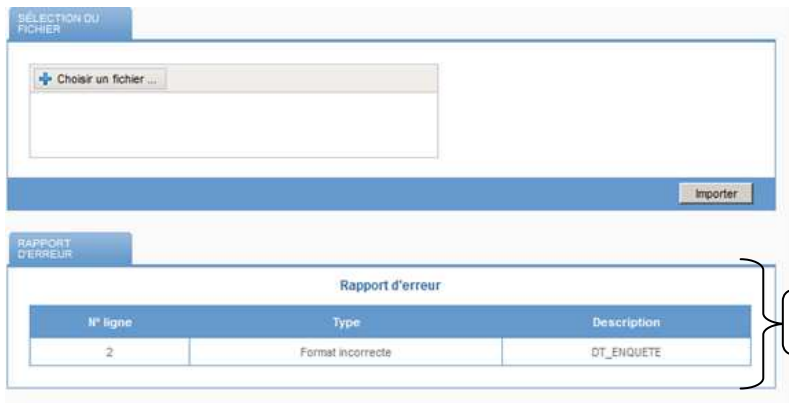 SÉLECTION DU
FICHIER
Choisir un fichier ...
Importer
RAPPORT
D'ERREUR
Rapport d'erreur
N° ligne Type Description
2 Format incorrecte DT_ENQUETE